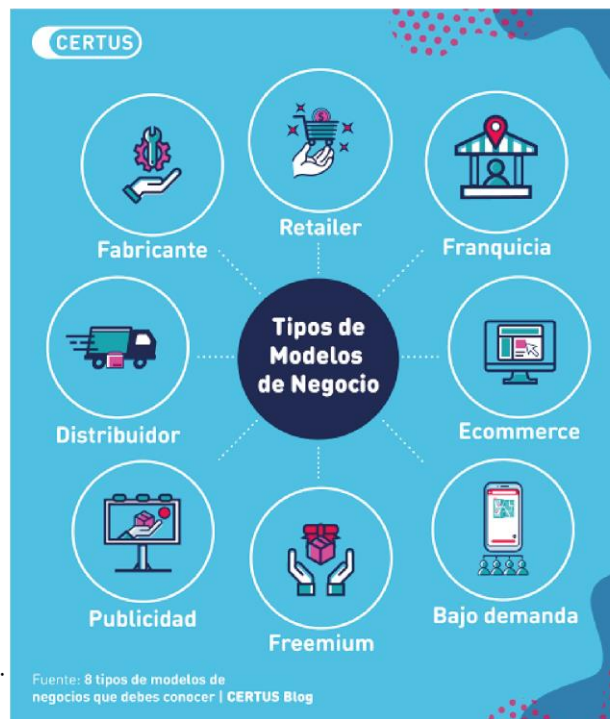 CERTUS
Retailer
Fabricante
Franquicia
Tipos de
Modelos
de Negocio
Distribuidor
Ecommerce
Publicidad
Freemium
Bajo demanda
Fuente: 8 tipos de modelos de
negocios que debes conocer | CERTUS Blog
.